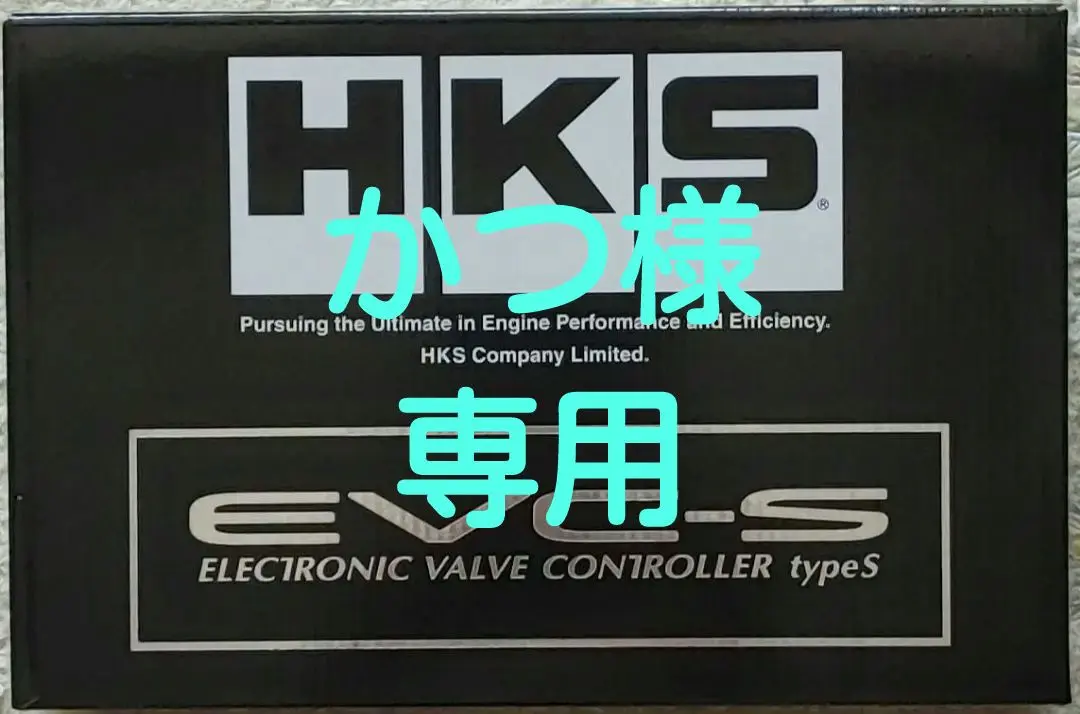 HKS®
かつ様
Pursuing the Ultimate in Engine Performance and Efficiency.
HKS Company Limited.
専用
EVC-S
ELECTRONIC VALVE CONTROLLER typeS